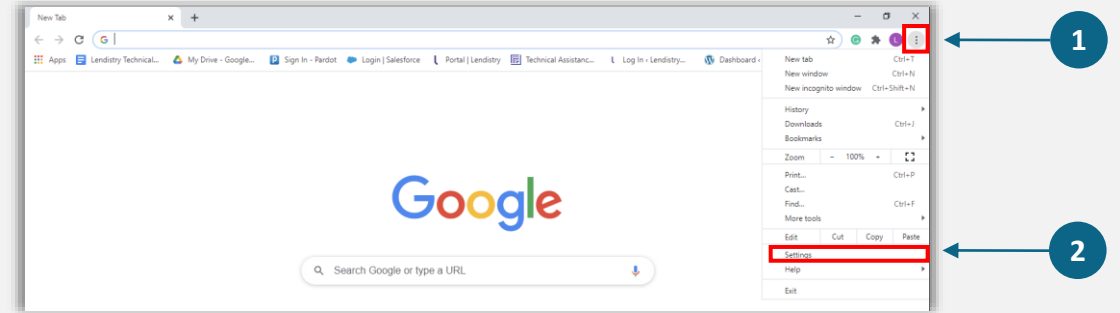 New Tab × +
G
Apps Lendistry Technical... My Drive - Google... Sign In - Pardot Login | Salesforce Portal | Lendistry Technical Assistanc... Log In ‹ Lendistry... Dashboard ‹
1
New tab Ctrl+T
New window Ctrl+N
New incognito window Ctrl+Shift+N
History
Downloads Ctrl+J
Bookmarks
Zoom - 100% +
Print... Ctrl+P
Cast...
Find... Ctrl+F
More tools
Edit Cut Copy Paste
Settings
2
Help
Exit
Google
Search Google or type a URL